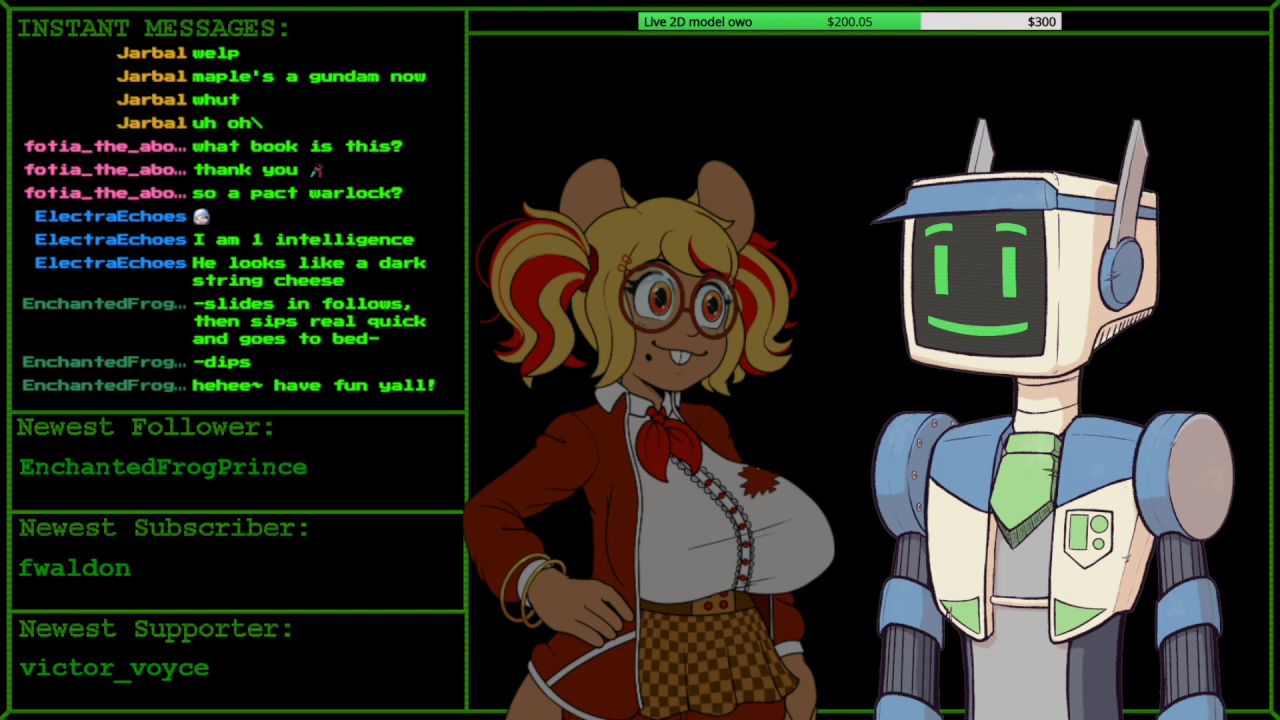 Live 2D model owo $200.05 $300
INSTANT MESSAGES:
Jarbal welp
Jarbal maple's a gundam now
Jarbal whut
Jarbal uh oh\
fotia_the_abo... what book is this?
fotia_the_abo... thank you
fotia_the_abo... so a pact warlock?
ElectraEchoes
ElectraEchoes I am 1 intelligence
ElectraEchoes He looks like a dark
string cheese
EnchantedFrog... -slides in follows,
then sips real quick
and goes to bed-
EnchantedFrog... -dips
EnchantedFrog... hehee~ have fun yall!
Newest Follower:
EnchantedFrogPrince
Newest Subscriber:
fwaldon
Newest Supporter:
victor_voyce